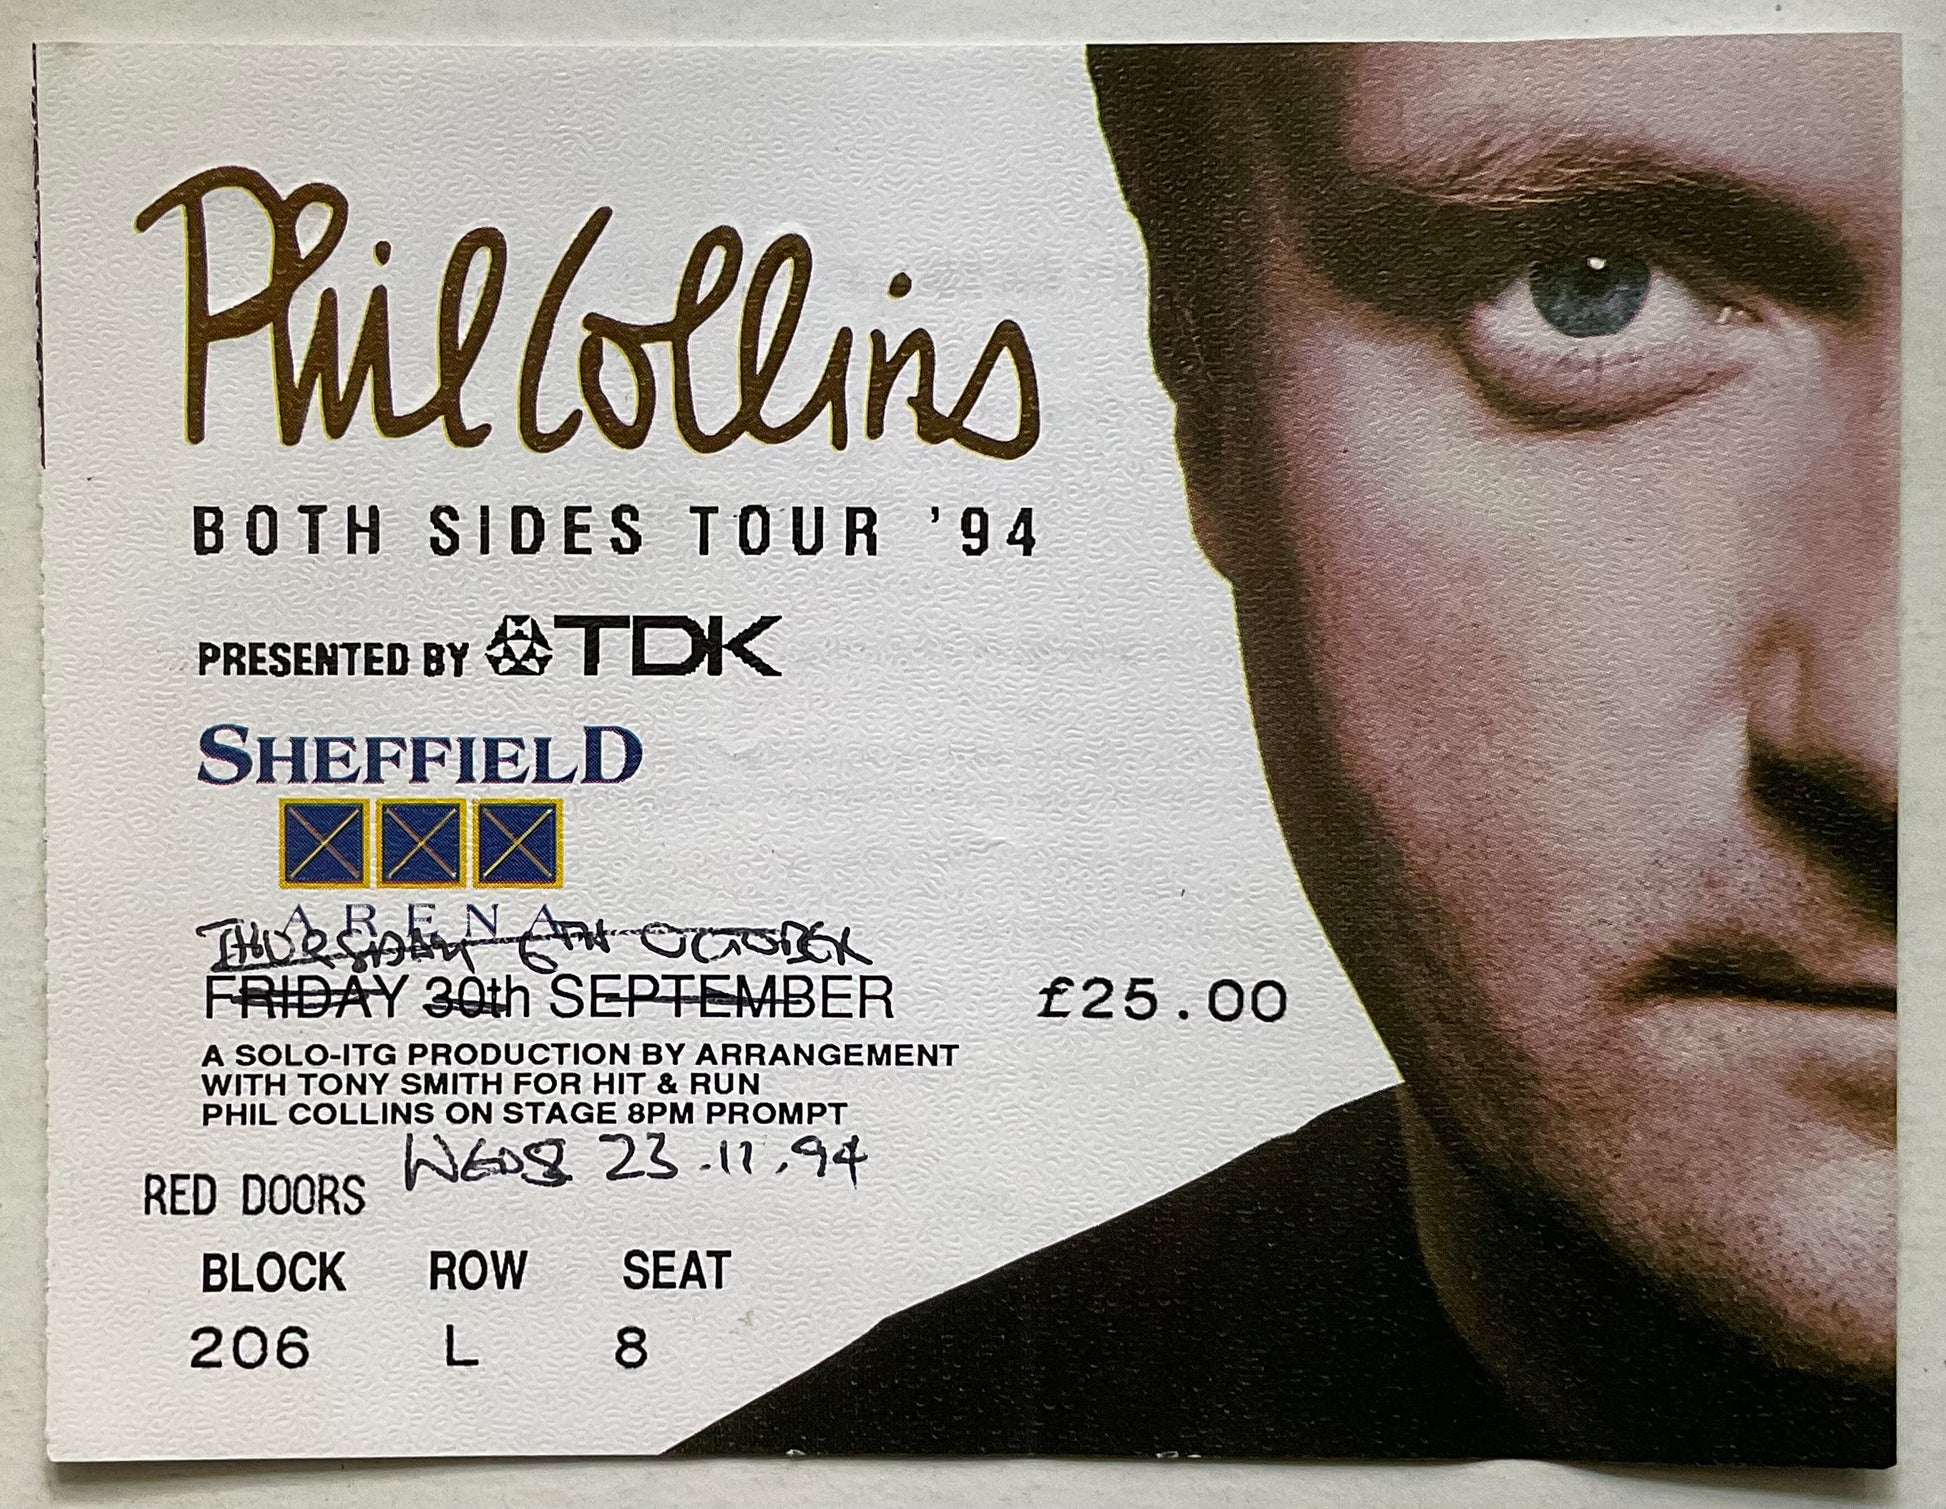 Phil Collins
BOTH SIDES TOUR '94
PRESENTED BY TDK
SHEFFIELD
ARENA
THURSDAY 6TH OCTOBER
FRIDAY 30th SEPTEMBER £25.00
A SOLO-ITG PRODUCTION BY ARRANGEMENT
WITH TONY SMITH FOR HIT & RUN
PHIL COLLINS ON STAGE 8PM PROMPT
WEDS 23.11.94
RED DOORS
BLOCK ROW SEAT
206 L 8